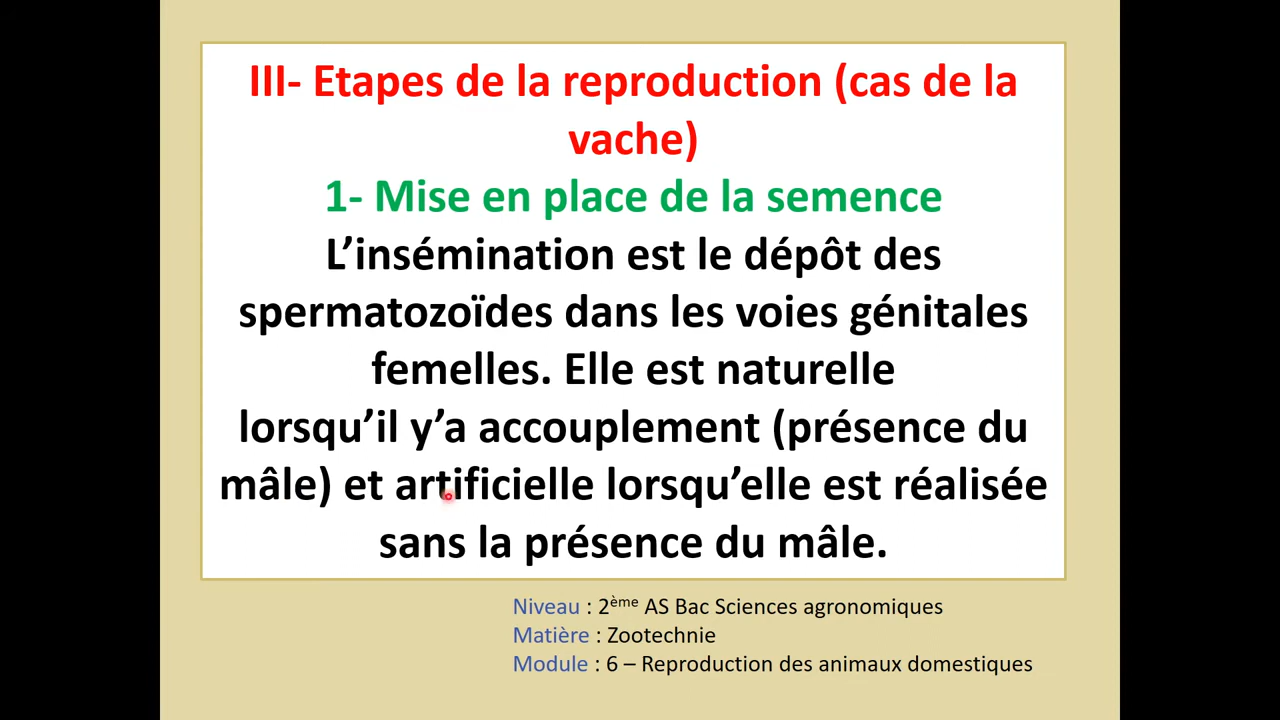 III- Etapes de la reproduction (cas de la
vache)
1- Mise en place de la semence
L’insémination est le dépôt des
spermatozoïdes dans les voies génitales
femelles. Elle est naturelle
lorsqu’il y’a accouplement (présence du
mâle) et artificielle lorsqu’elle est réalisée
sans la présence du mâle.
Niveau : 2ème AS Bac Sciences agronomiques
Matière : Zootechnie
Module : 6 – Reproduction des animaux domestiques